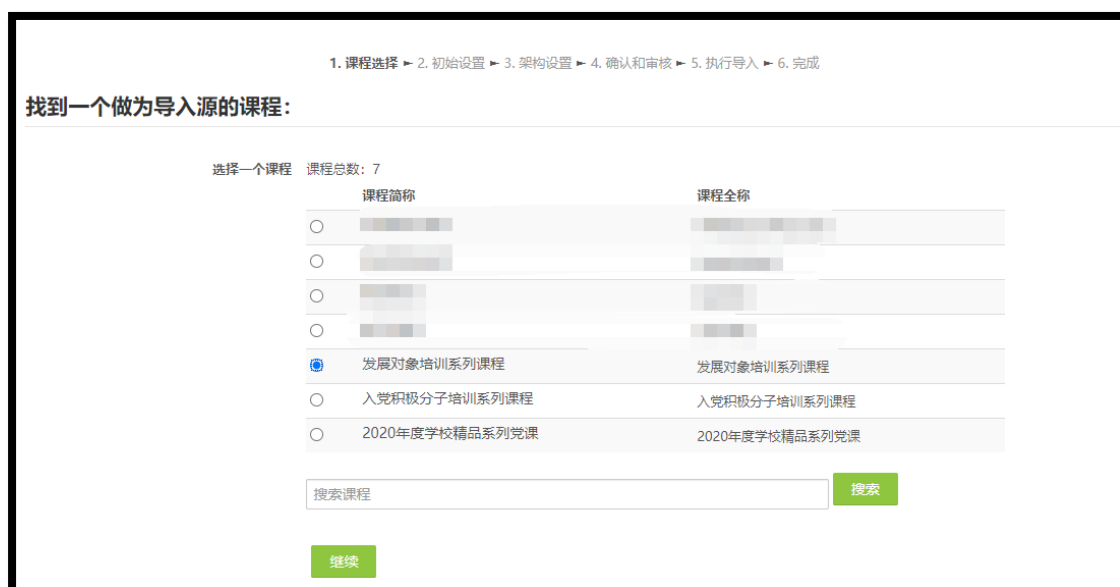 1. 课程选择 ► 2. 初始设置 ► 3. 架构设置 ► 4. 确认和审核 ► 5. 执行导入 ► 6. 完成
找到一个做为导入源的课程：
选择一个课程 课程总数：7
课程简称 课程全称
发展对象培训系列课程 发展对象培训系列课程
入党积极分子培训系列课程 入党积极分子培训系列课程
2020年度学校精品系列党课 2020年度学校精品系列党课
搜索课程 搜索
继续